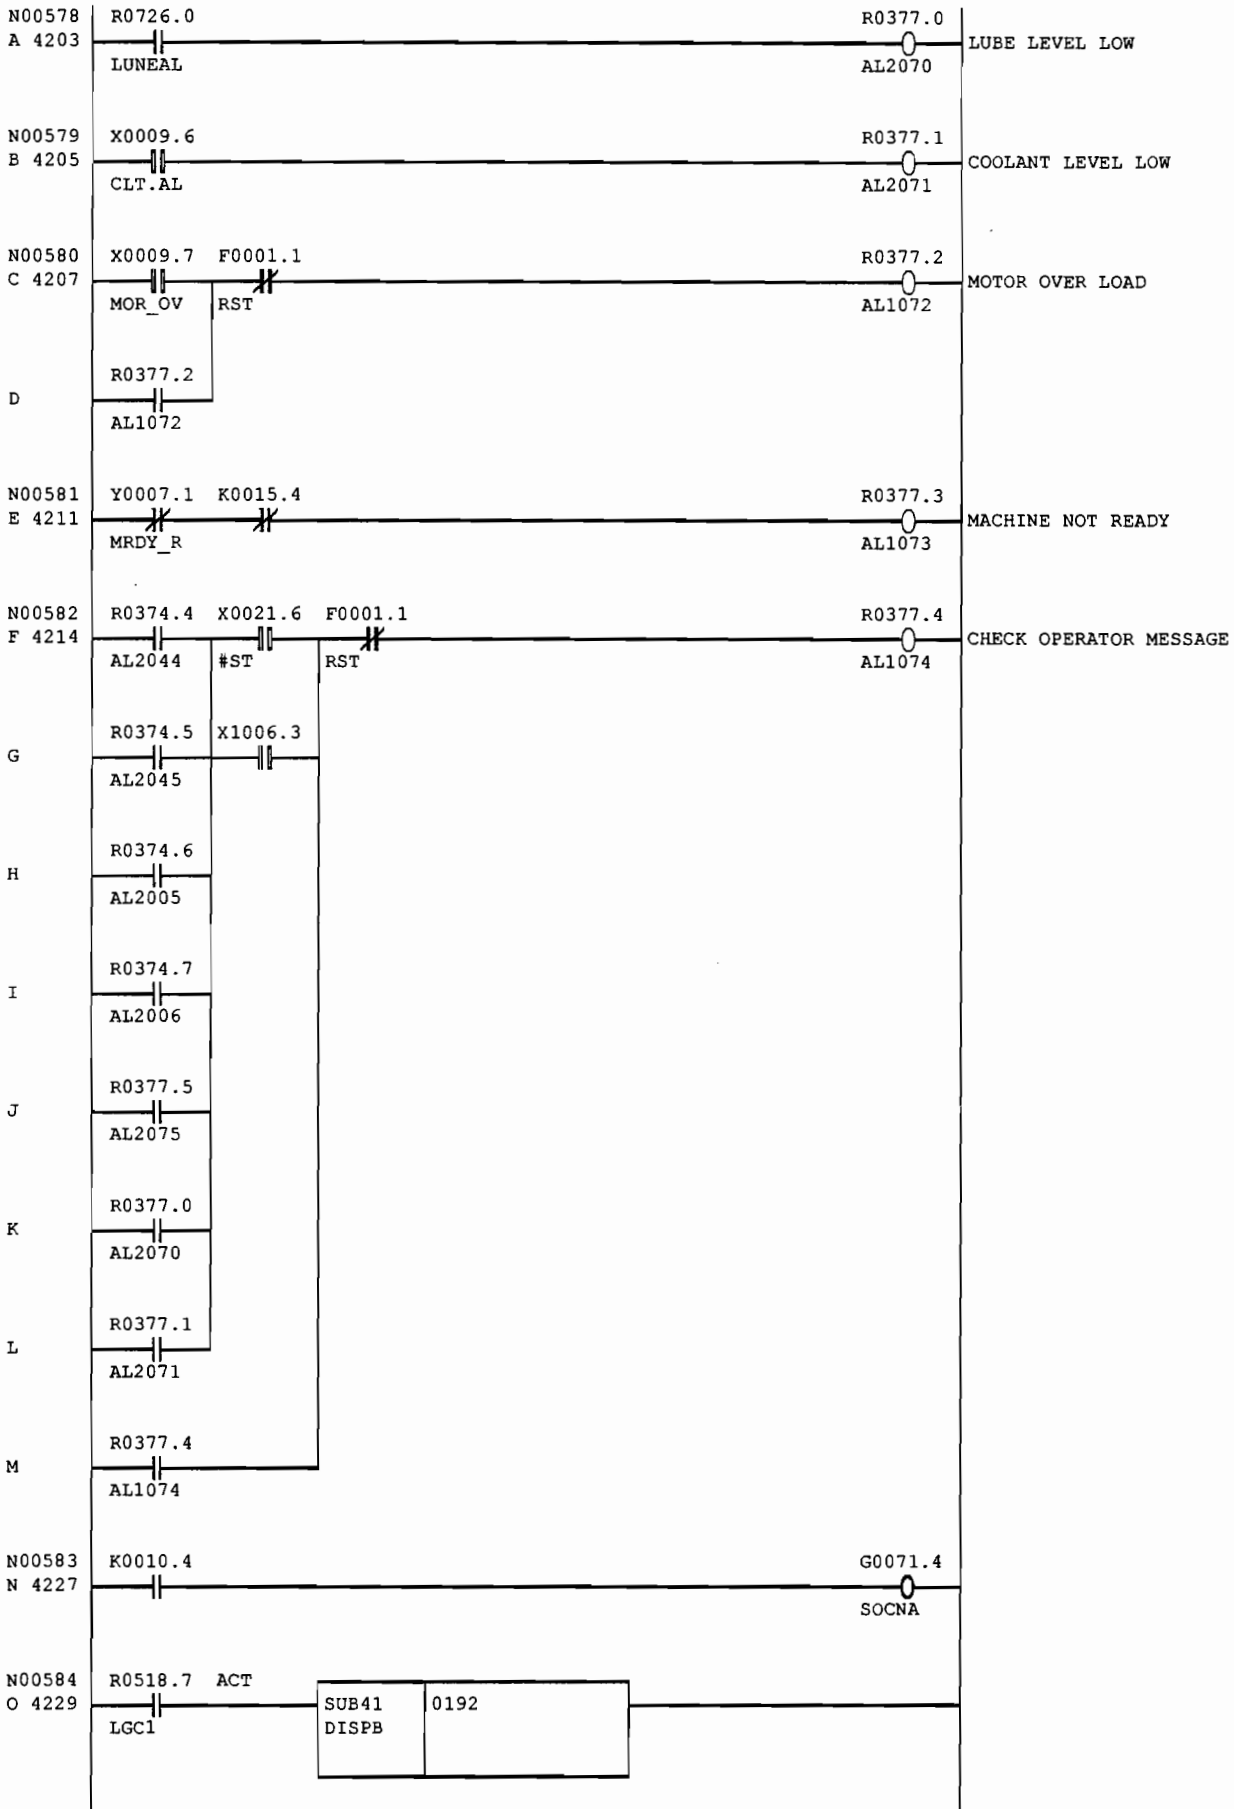 N00578 R0726.0 R0377.0
A 4203 LUBE LEVEL LOW
LUNEAL AL2070
N00579 X0009.6 R0377.1
B 4205 COOLANT LEVEL LOW
CLT.AL AL2071
N00580 X0009.7 F0001.1 R0377.2
C 4207 MOTOR OVER LOAD
MOR_OV RST AL1072
R0377.2
D
AL1072
N00581 Y0007.1 K0015.4 R0377.3
E 4211 MACHINE NOT READY
MRDY_R AL1073
N00582 R0374.4 X0021.6 F0001.1 R0377.4
F 4214 CHECK OPERATOR MESSAGE
AL2044 #ST RST AL1074
R0374.5 X1006.3
G
AL2045
R0374.6
H
AL2005
R0374.7
I
AL2006
R0377.5
J
AL2075
R0377.0
K
AL2070
R0377.1
L
AL2071
R0377.4
M
AL1074
N00583 K0010.4 G0071.4
N 4227
SOCNA
N00584 R0518.7 ACT
O 4229 SUB41 0192
LGC1 DISPB